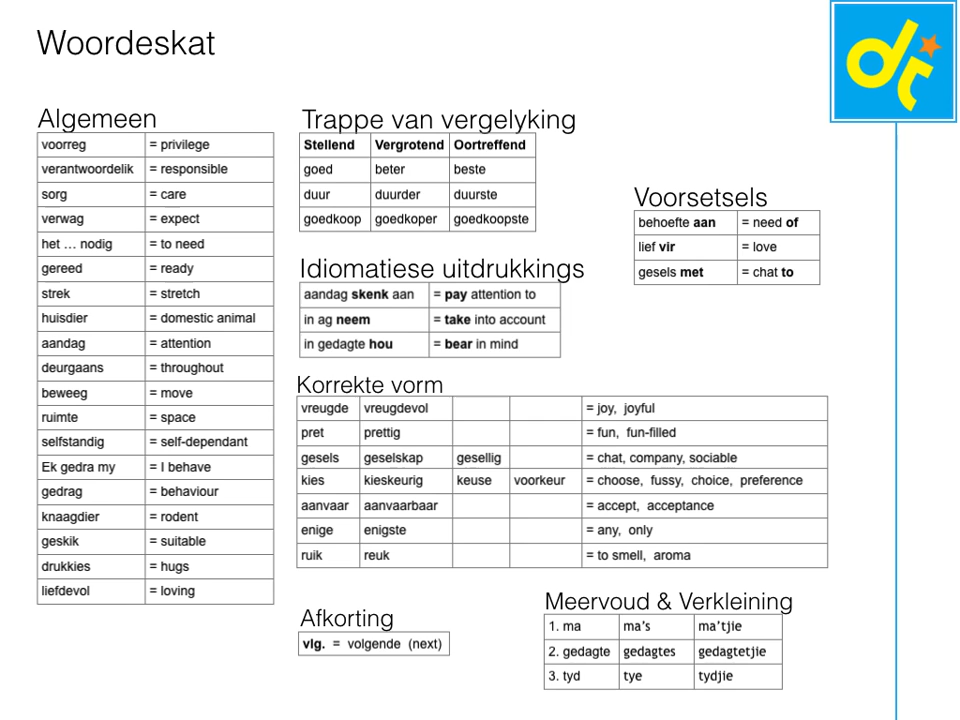 Woordeskat
dt
Algemeen
voorreg = privilege
verantwoordelik = responsible
sorg = care
verwag = expect
het … nodig = to need
gereed = ready
strek = stretch
huisdier = domestic animal
aandag = attention
deurgaans = throughout
beweeg = move
ruimte = space
selfstandig = self-dependant
Ek gedra my = I behave
gedrag = behaviour
knaagdier = rodent
geskik = suitable
drukkies = hugs
liefdevol = loving
Trappe van vergelyking
Stellend Vergrotend Oortreffend
goed beter beste
duur duurder duurste
goedkoop goedkoper goedkoopste
Voorsetsels
behoefte aan = need of
lief vir = love
gesels met = chat to
Idiomatiese uitdrukkings
aandag skenk aan = pay attention to
in ag neem = take into account
in gedagte hou = bear in mind
Korrekte vorm
vreugde vreugdevol = joy, joyful
pret prettig = fun, fun-filled
gesels geselskap gesellig = chat, company, sociable
kies kieskeurig keuse voorkeur = choose, fussy, choice, preference
aanvaar aanvaarbaar = accept, acceptance
enige enigste = any, only
ruik reuk = to smell, aroma
Afkorting
vlg. = volgende (next)
Meervoud & Verkleining
1. ma ma's ma'tjie
2. gedagte gedagtes gedagtetjie
3. tyd tye tydjie